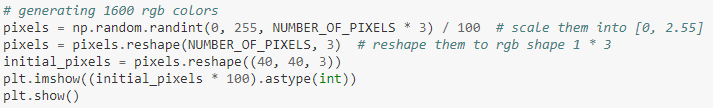 # generating 1600 rgb colors
pixels = np.random.randint(0, 255, NUMBER_OF_PIXELS * 3) / 100  # scale them into [0, 2.55]
pixels = pixels.reshape(NUMBER_OF_PIXELS, 3)  # reshape them to rgb shape 1 * 3
initial_pixels = pixels.reshape((40, 40, 3))
plt.imshow((initial_pixels * 100).astype(int))
plt.show()